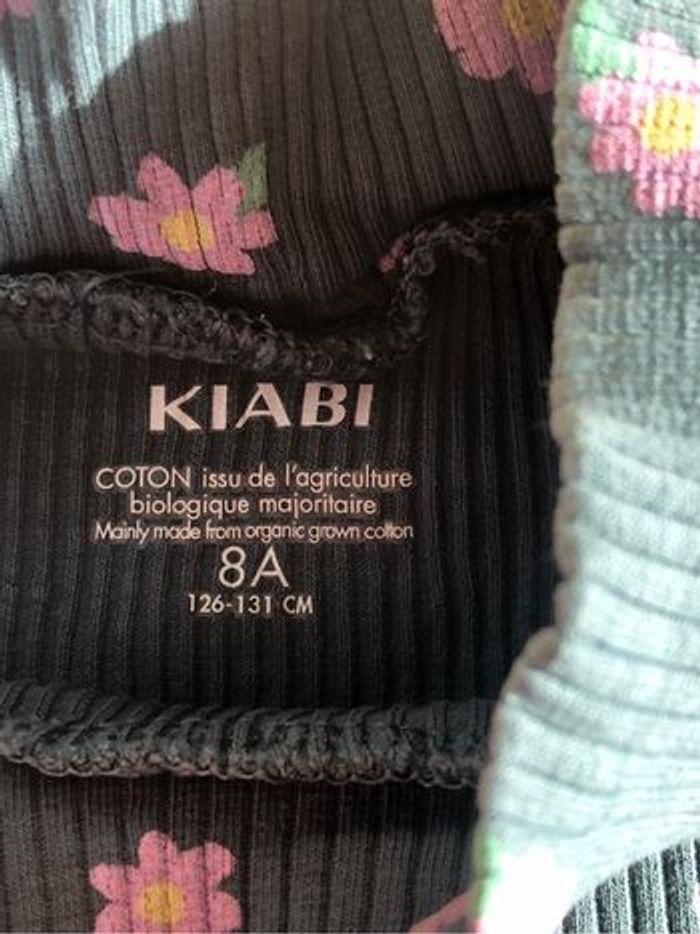 KIABI
COTON issu de l'agriculture
biologique majoritaire
Mainly made from organic grown cotton
8A
126-131 CM